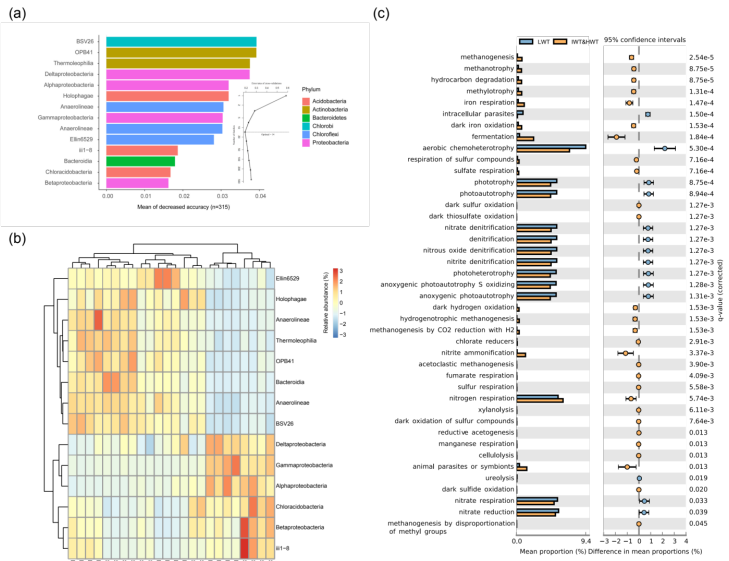 (a)
BSV26
OPB41
Thermoleophilia
Deltaproteobacteria
Alphaproteobacteria
Holophagae
Anaerolineae
Gammaproteobacteria
Anaerolineae
Ellin6529
iii1-8
Bacteroidia
Chloracidobacteria
Betaproteobacteria
0.00
0.01
0.02
0.03
0.04
Mean of decreased accuracy (n=315)
Phylum
Acidobacteria
Actinobacteria
Bacteroidetes
Chlorobi
Chloroflexi
Proteobacteria
(b)
Ellin6529
Holophagae
Anaerolineae
Thermoleophilia
OPB41
Bacteroidia
Anaerolineae
BSV26
Deltaproteobacteria
Gammaproteobacteria
Alphaproteobacteria
Chloracidobacteria
Betaproteobacteria
iii1-8
3
2
1
0
−1
−2
−3
Relative abundance (%)
(c)
LWT
IWT&HWT
95% confidence intervals
methanogenesis 2.54e-5
methanotrophy 8.75e-5
hydrocarbon degradation 8.75e-5
methylotrophy 1.31e-4
iron respiration 1.47e-4
intracellular parasites 1.50e-4
dark iron oxidation 1.53e-4
fermentation 1.84e-4
aerobic chemoheterotrophy 5.30e-4
respiration of sulfur compounds 7.16e-4
sulfate respiration 7.16e-4
phototrophy 8.75e-4
photoautotrophy 8.94e-4
dark sulfur oxidation 1.27e-3
dark thiosulfate oxidation 1.27e-3
nitrate denitrification 1.27e-3
denitrification 1.27e-3
nitrous oxide denitrification 1.27e-3
nitrite denitrification 1.27e-3
photoheterotrophy 1.27e-3
anoxygenic photoautotrophy S oxidizing 1.28e-3
anoxygenic photoautotrophy 1.31e-3
dark hydrogen oxidation 1.53e-3
hydrogenotrophic methanogenesis 1.53e-3
methanogenesis by CO2 reduction with H2 1.53e-3
chlorate reducers 2.91e-3
nitrite ammonification 3.37e-3
acetoclastic methanogenesis 3.90e-3
fumarate respiration 4.09e-3
sulfur respiration 5.58e-3
nitrogen respiration 5.74e-3
xylanolysis 6.11e-3
dark oxidation of sulfur compounds 7.64e-3
reductive acetogenesis 0.013
manganese respiration 0.013
cellulolysis 0.013
animal parasites or symbionts 0.013
ureolysis 0.019
dark sulfide oxidation 0.020
nitrate respiration 0.033
nitrate reduction 0.039
methanogenesis by disproportionation 0.045
of methyl groups
q-value (corrected)
0.0 9.4 −3 −2 −1 0 1 2 3 4
Mean proportion (%) Difference in mean proportions (%)